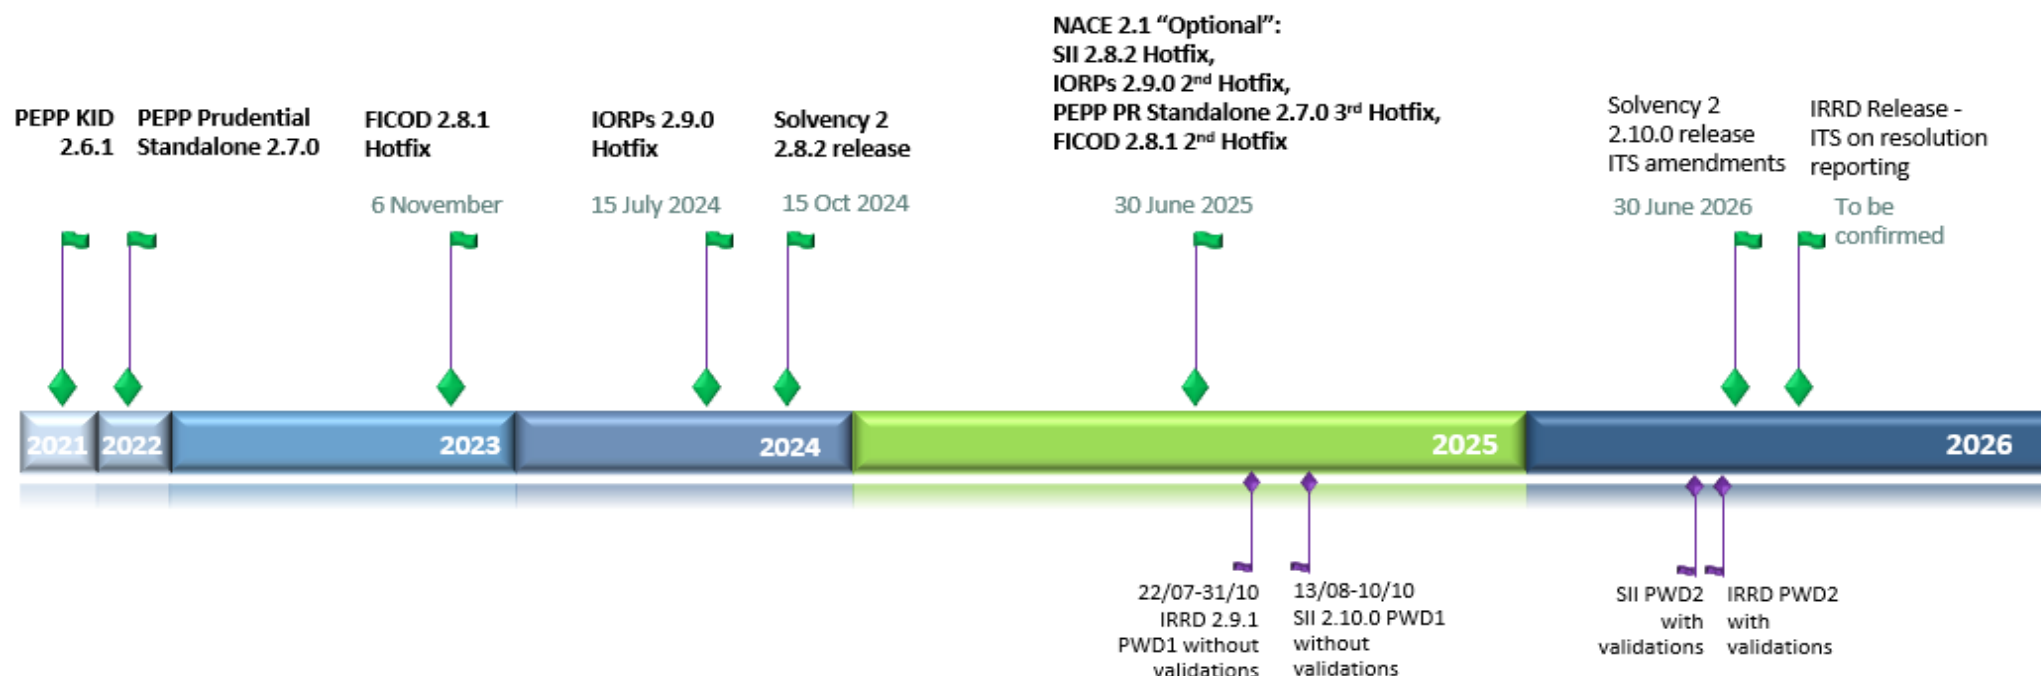 PEPP KID
2.6.1
PEPP Prudential
Standalone 2.7.0
FICOD 2.8.1
Hotfix
6 November
IORPs 2.9.0
Hotfix
15 July 2024
Solvency 2
2.8.2 release
15 Oct 2024
NACE 2.1 “Optional”:
SII 2.8.2 Hotfix,
IORPs 2.9.0 2nd Hotfix,
PEPP PR Standalone 2.7.0 3rd Hotfix,
FICOD 2.8.1 2nd Hotfix
30 June 2025
Solvency 2
2.10.0 release
ITS amendments
30 June 2026
IRRD Release -
ITS on resolution
reporting
To be
confirmed
2021
2022
2023
2024
2025
2026
22/07-31/10
IRRD 2.9.1
PWD1 without
validations
13/08-10/10
SII 2.10.0 PWD1
without
validations
SII PWD2
with
validations
IRRD PWD2
with
validations